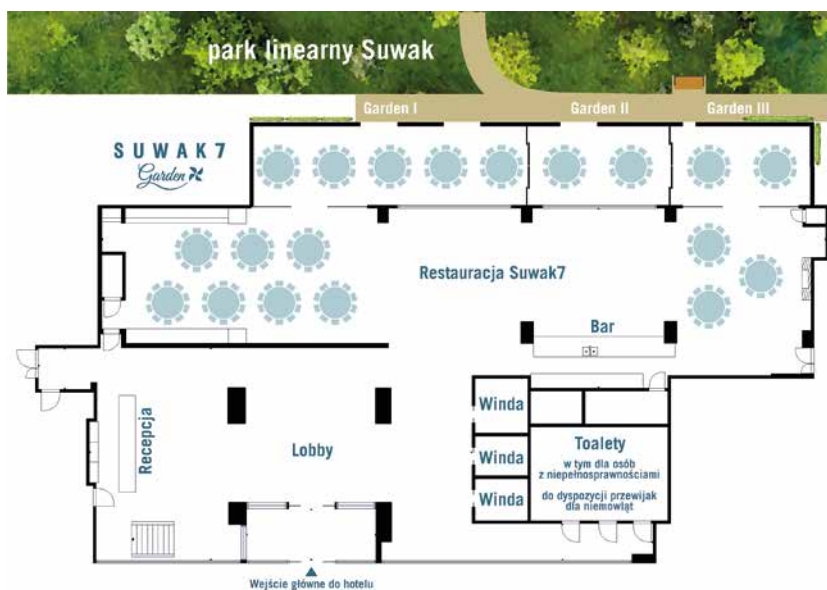 park linearny Suwak
Garden I
Garden II
Garden III
SUWAK7
Garden
Restauracja Suwak7
Bar
Recepcja
Lobby
Winda
Winda
Winda
Toalety
w tym dla osób
z niepełnosprawnościami
do dyspozycji przewijak
dla niemowląt
Wejście główne do hotelu